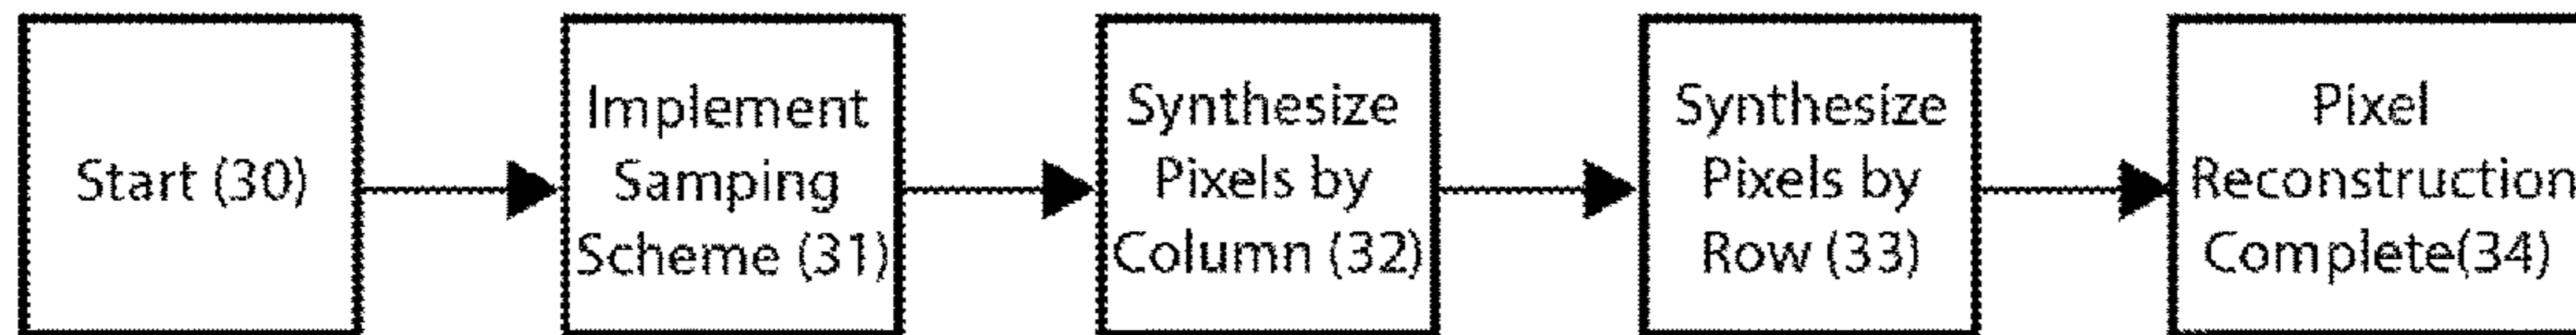 Start (30)
Implement
Samping
Scheme (31)
Synthesize
Pixels by
Column (32)
Synthesize
Pixels by
Row (33)
Pixel
Reconstruction
Complete(34)